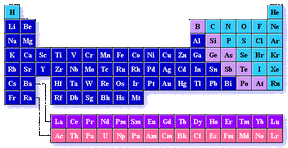 H He
Li Be B C N O F Ne
Na Mg Al Si P S Cl Ar
K Ca Sc Ti V Cr Mn Fe Co Ni Cu Zn Ga Ge As Se Br Kr
Rb Sr Y Zr Nb Mo Tc Ru Rh Pd Ag Cd In Sn Sb Te I Xe
Cs Ba Hf Ta W Re Os Ir Pt Au Hg Tl Pb Bi Po At Rn
Fr Ra Rf Db Sg Bh Hs Mt
La Ce Pr Nd Pm Sm Eu Gd Tb Dy Ho Er Tm Tb Lu
Ac Th Pa U Np Pu Am Cm Bk Cf Es Fm Md No Lr